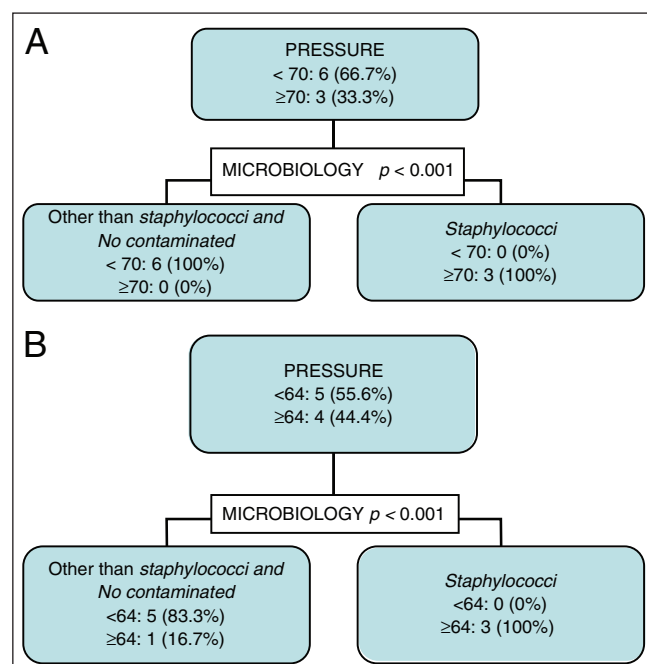 A
PRESSURE
< 70: 6 (66.7%)
≥70: 3 (33.3%)
MICROBIOLOGY p < 0.001
Other than staphylococci and
No contaminated
< 70: 6 (100%)
≥70: 0 (0%)
Staphylococci
< 70: 0 (0%)
≥70: 3 (100%)
B
PRESSURE
<64: 5 (55.6%)
≥64: 4 (44.4%)
MICROBIOLOGY p < 0.001
Other than staphylococci and
No contaminated
<64: 5 (83.3%)
≥64: 1 (16.7%)
Staphylococci
<64: 0 (0%)
≥64: 3 (100%)